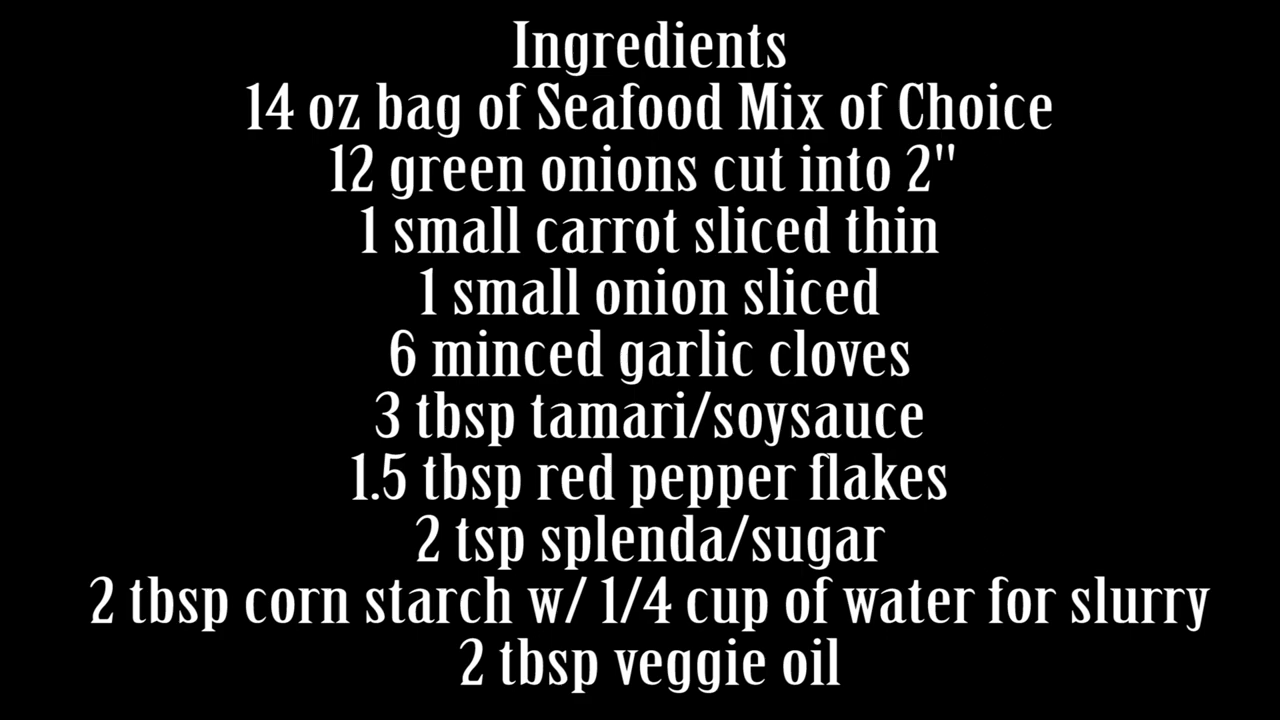 Ingredients
14 oz bag of Seafood Mix of Choice
12 green onions cut into 2"
1 small carrot sliced thin
1 small onion sliced
6 minced garlic cloves
3 tbsp tamari/soysauce
1.5 tbsp red pepper flakes
2 tsp splenda/sugar
2 tbsp corn starch w/ 1/4 cup of water for slurry
2 tbsp veggie oil